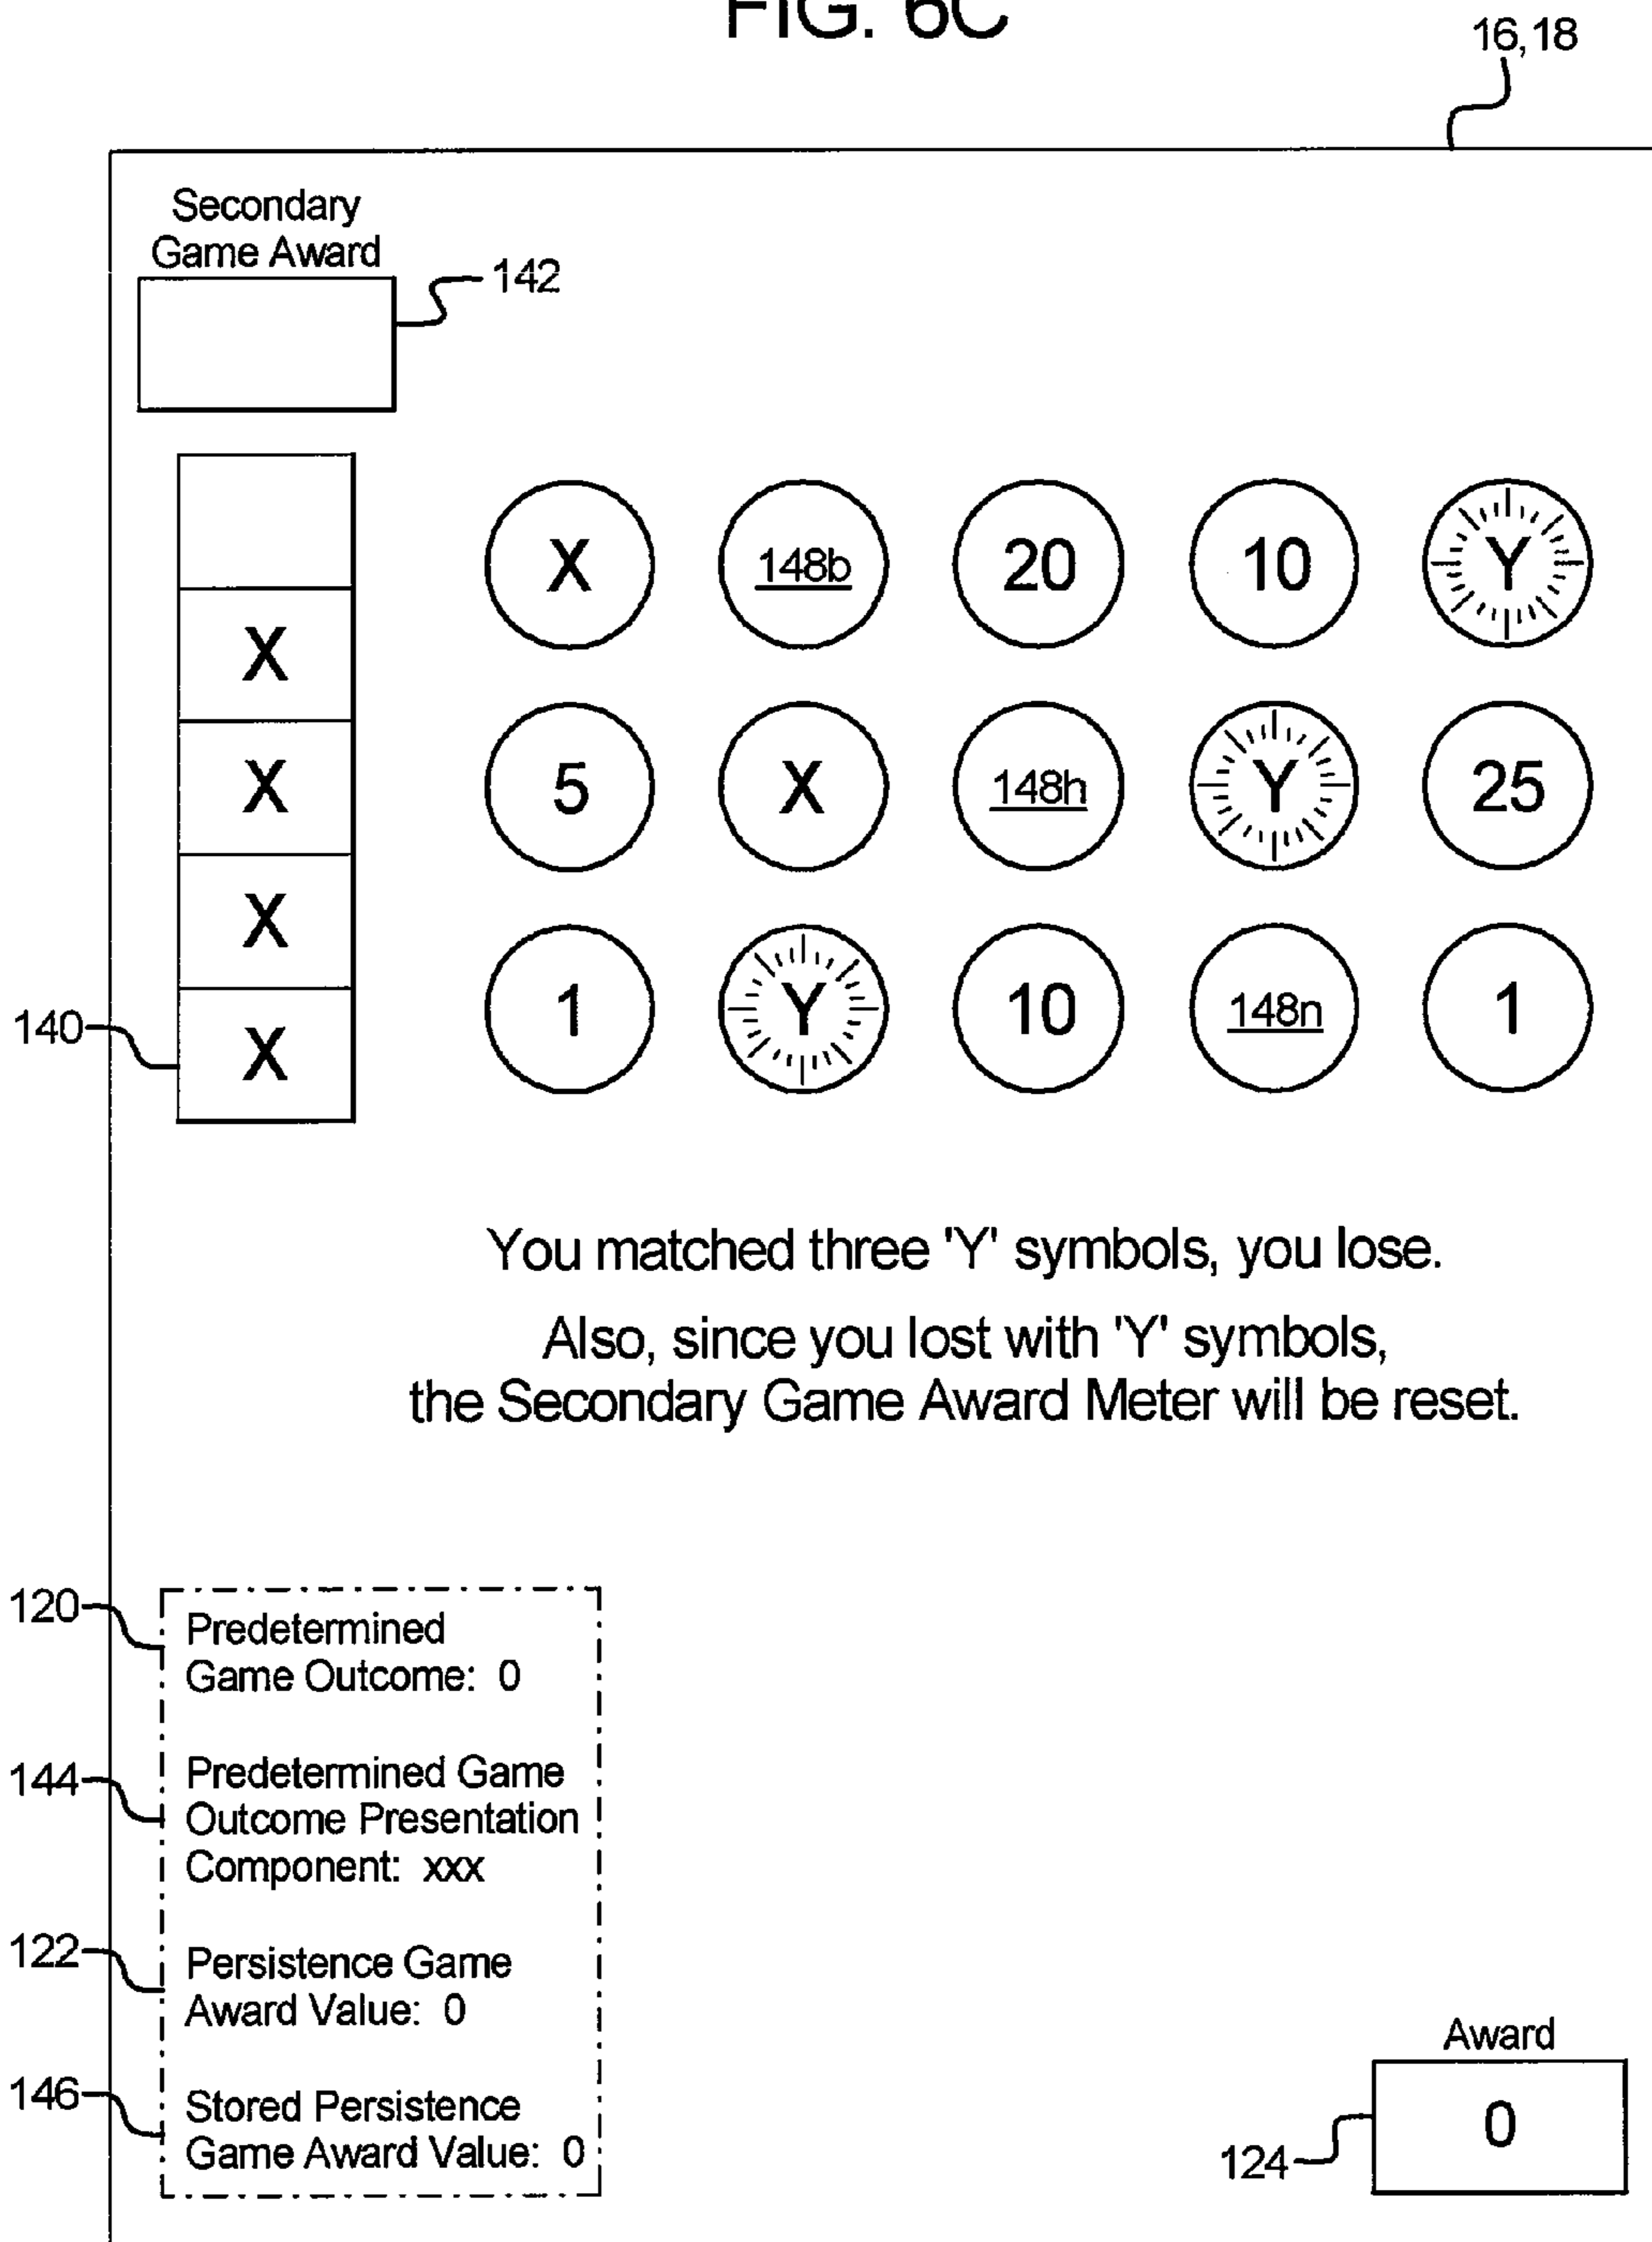 FIG. 6C
16,18
Secondary
Game Award
142
X 148b 20 10 Y
X
5 X 148h Y 25
X
X
1 Y 10 148n 1
140
X
You matched three 'Y' symbols, you lose.
Also, since you lost with 'Y' symbols,
the Secondary Game Award Meter will be reset.
120
Predetermined
Game Outcome: 0
144
Predetermined Game
Outcome Presentation
Component: xxx
122
Persistence Game
Award Value: 0
146
Stored Persistence
Game Award Value: 0
Award
0
124